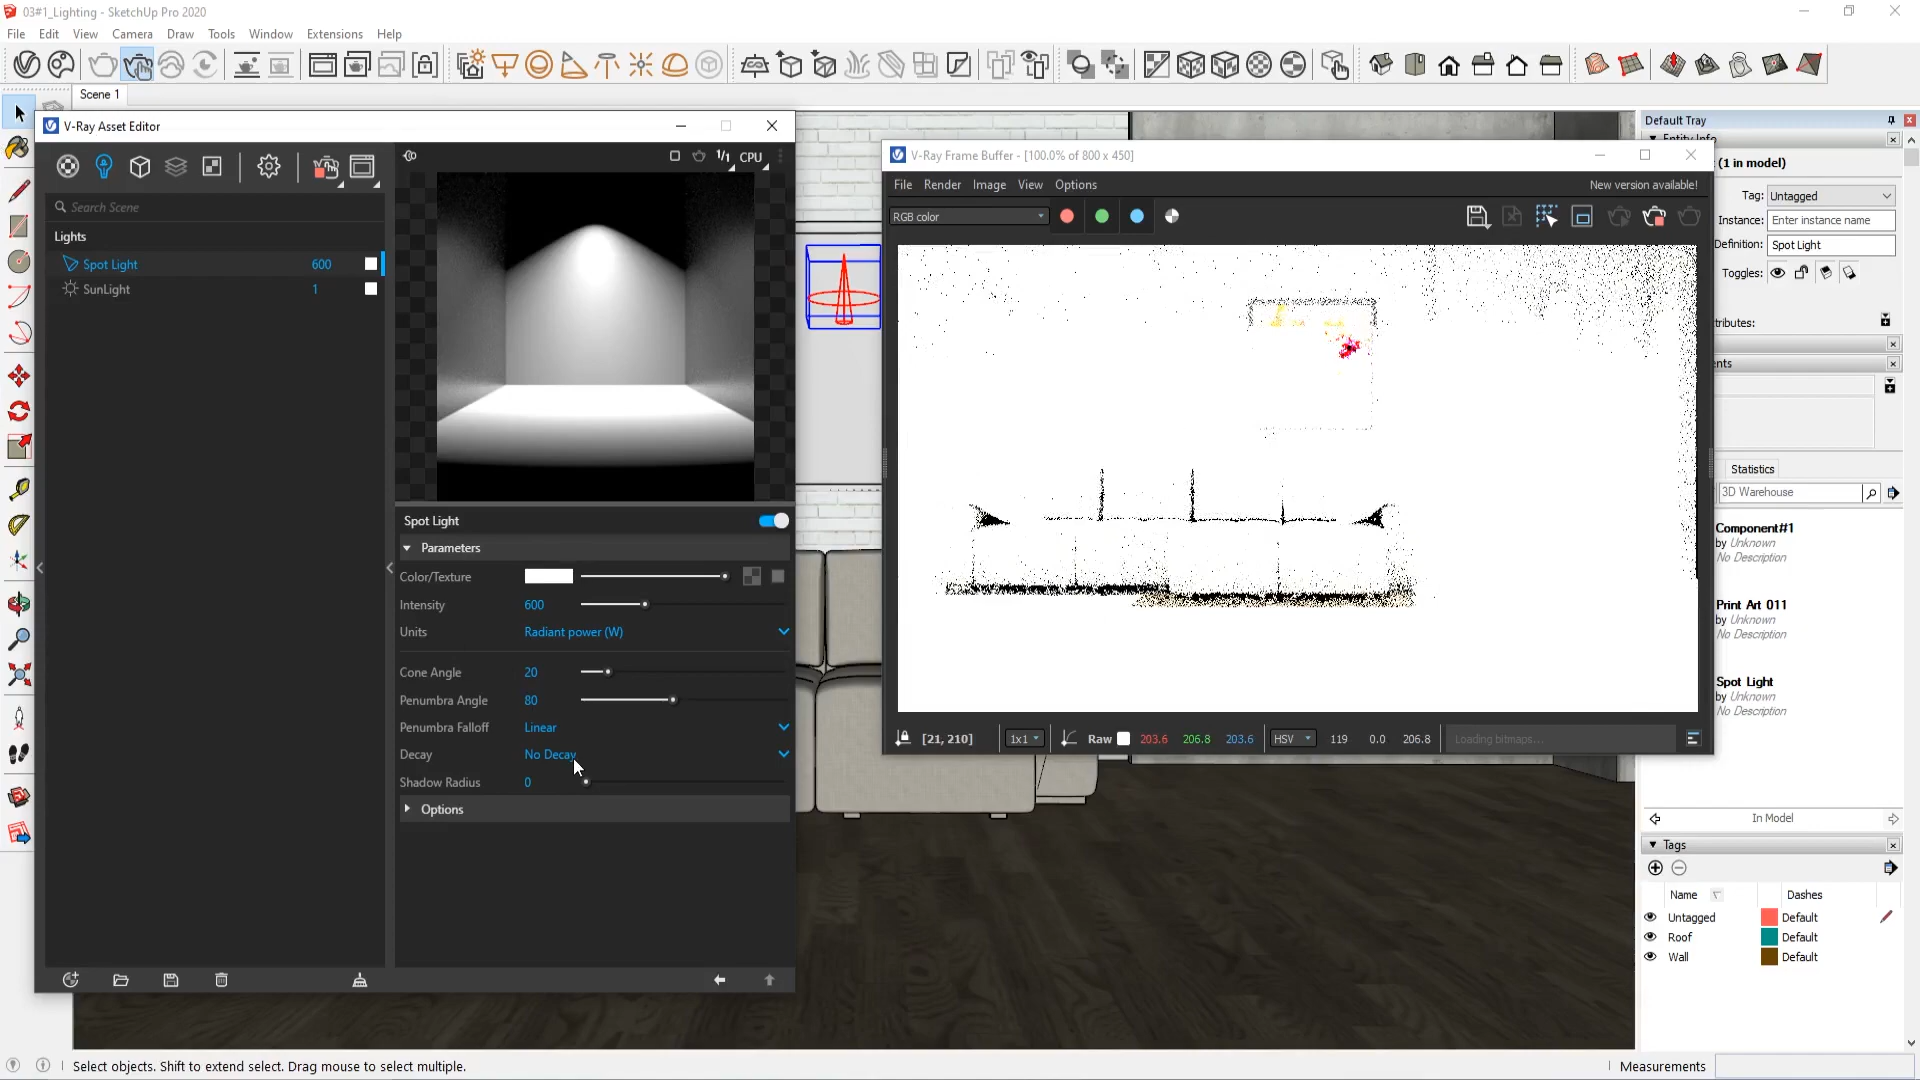 03#1_Lighting - SketchUp Pro 2020
File Edit View Camera Draw Tools Window Extensions Help
Scene 1
V-Ray Asset Editor
1/1 CPU
Search Scene
Lights
Spot Light 600
SunLight 1
Spot Light
Parameters
Color/Texture
Intensity 600
Units Radiant power (W)
Cone Angle 20
Penumbra Angle 80
Penumbra Falloff Linear
Decay No Decay
Shadow Radius 0
Options
V-Ray Frame Buffer - [100.0% of 800 x 450]
File Render Image View Options New version available!
RGB color
[21, 210] 1x1 Raw 203.6 206.8 203.6 HSV 119 0.0 206.8 Loading bitmaps...
Default Tray
Entity Info
(1 in model)
Tag: Untagged
Instance: Enter instance name
Definition: Spot Light
Toggles:
tributes:
ents
Statistics
3D Warehouse
Component#1
by Unknown
No Description
Print Art 011
by Unknown
No Description
Spot Light
by Unknown
No Description
In Model
Tags
Name Dashes
Untagged Default
Roof Default
Wall Default
Select objects. Shift to extend select. Drag mouse to select multiple.
Measurements